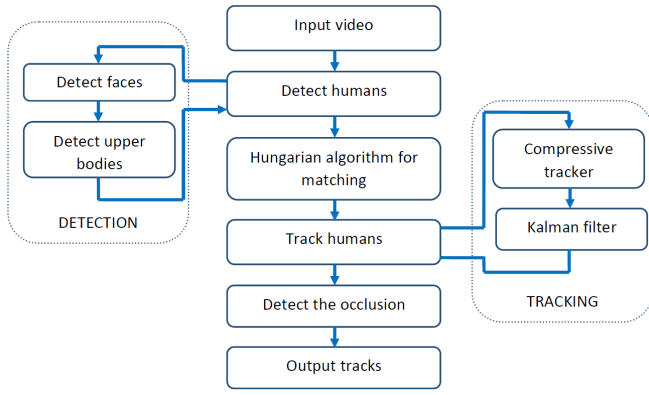 Input video
Detect faces
Detect humans
Detect upper
bodies
DETECTION
Hungarian algorithm for
matching
Compressive
tracker
Track humans
Kalman filter
Detect the occlusion
TRACKING
Output tracks